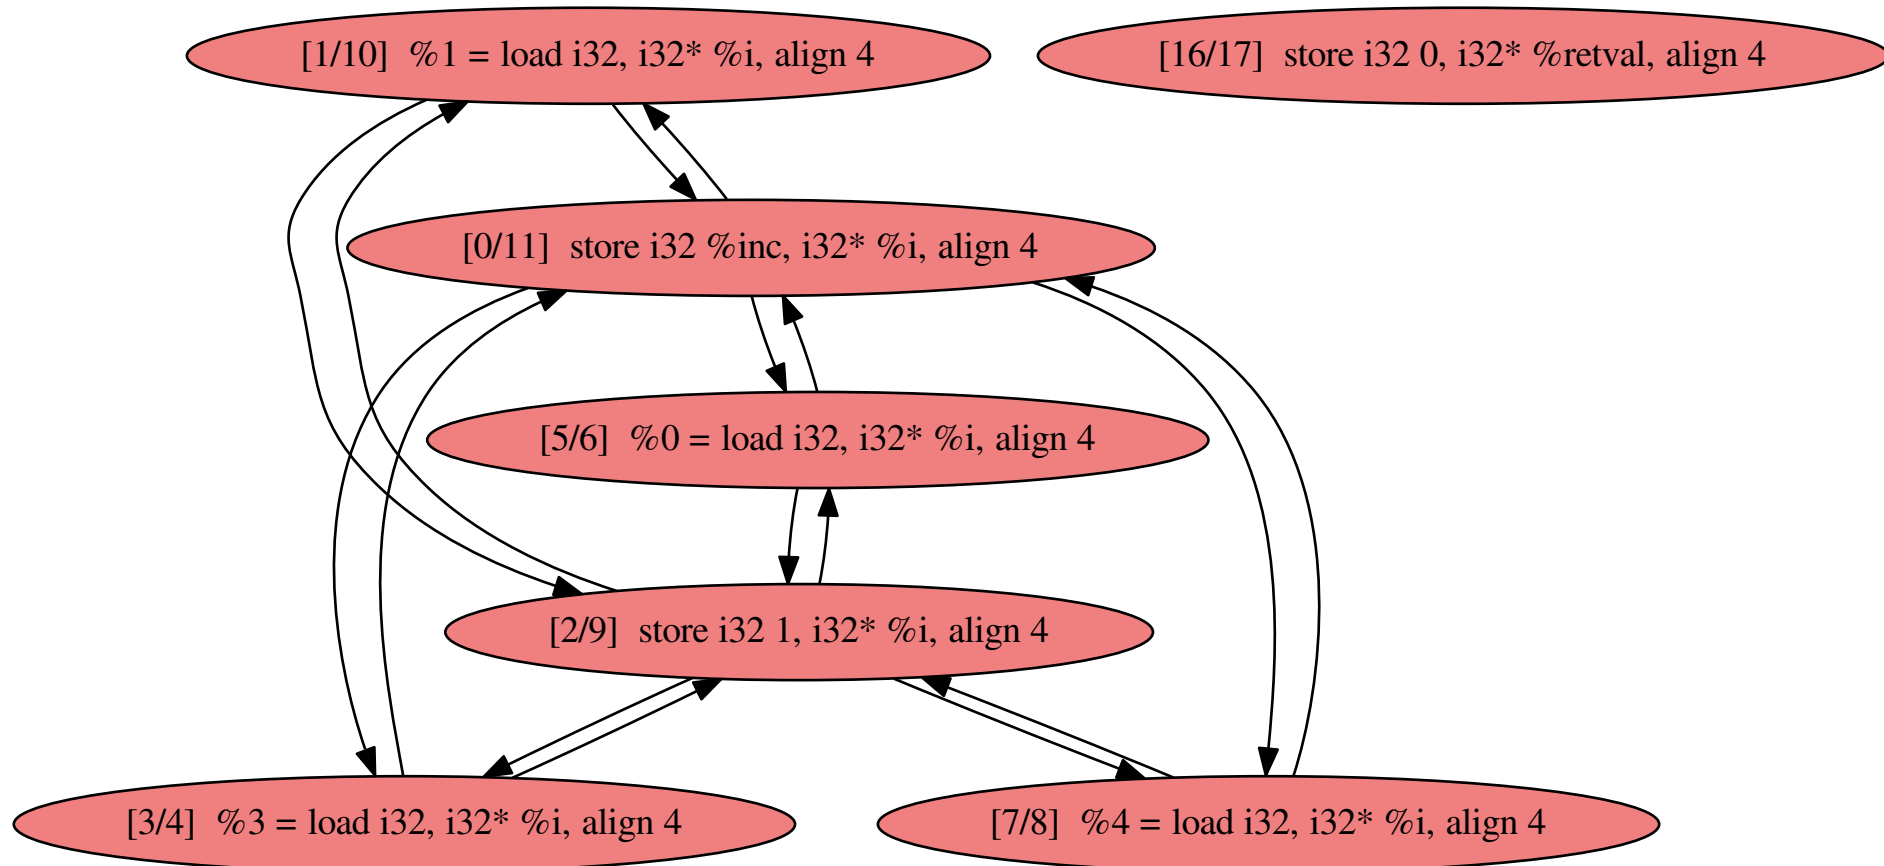 [1/10] %1 = load i32, i32* %i, align 4
[16/17] store i32 0, i32* %retval, align 4
[0/11] store i32 %inc, i32* %i, align 4
[5/6] %0 = load i32, i32* %i, align 4
[2/9] store i32 1, i32* %i, align 4
[3/4] %3 = load i32, i32* %i, align 4
[7/8] %4 = load i32, i32* %i, align 4